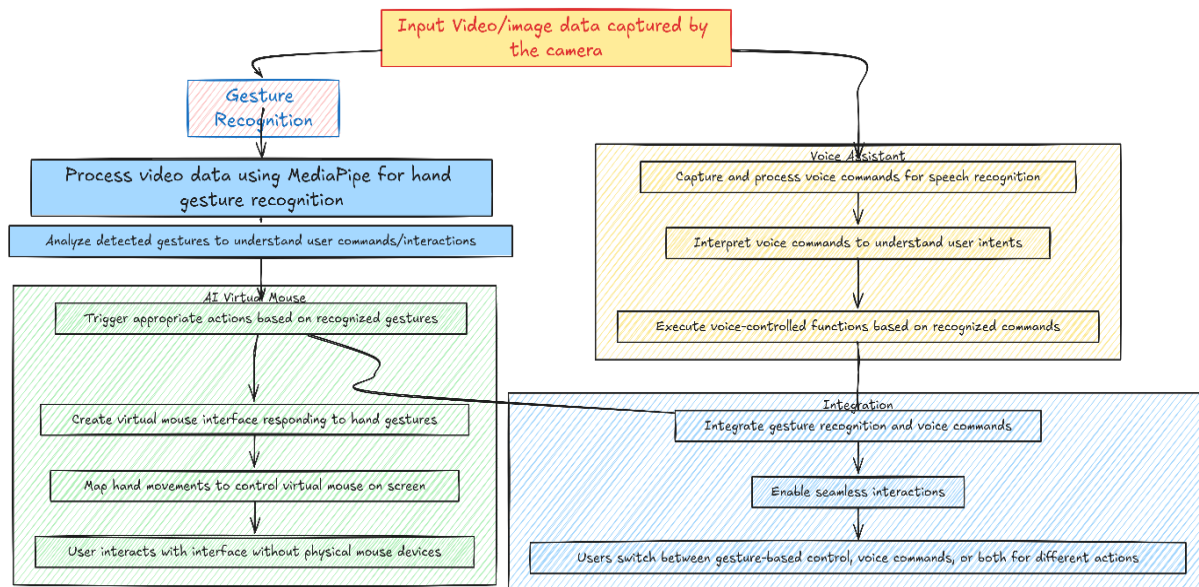 Input Video/image data captured by
the camera
Gesture
Recognition
Process video data using MediaPipe for hand
gesture recognition
Analyze detected gestures to understand user commands/interactions
AI Virtual Mouse
Trigger appropriate actions based on recognized gestures
Create virtual mouse interface responding to hand gestures
Map hand movements to control virtual mouse on screen
User interacts with interface without physical mouse devices
Voice Assistant
Capture and process voice commands for speech recognition
Interpret voice commands to understand user intents
Execute voice-controlled functions based on recognized commands
Integration
Integrate gesture recognition and voice commands
Enable seamless interactions
Users switch between gesture-based control, voice commands, or both for different actions